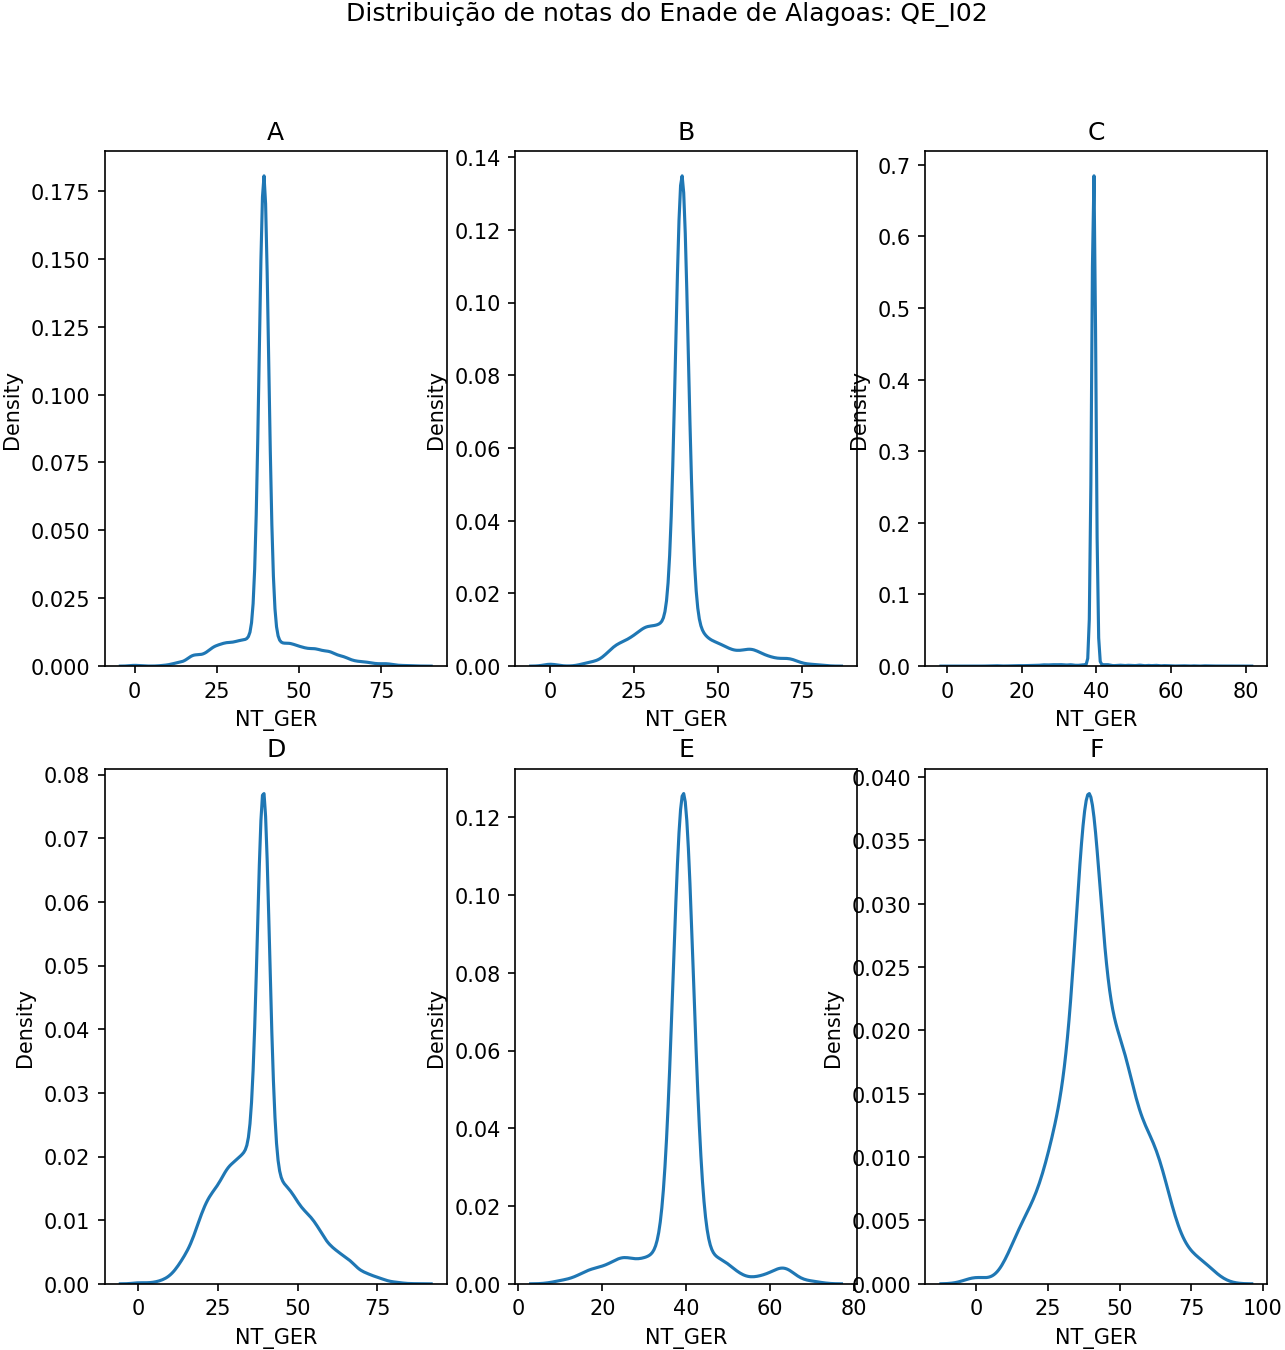 Distribuição de notas do Enade de Alagoas: QE_I02
A
B
C
0.175
0.150
0.125
0.100
0.075
0.050
0.025
0.000
Density
0 25 50 75
NT_GER
0.14
0.12
0.10
0.08
0.06
0.04
0.02
0.00
Density
0 25 50 75
NT_GER
0.7
0.6
0.5
0.4
0.3
0.2
0.1
0.0
Density
0 20 40 60 80
NT_GER
D
E
F
0.08
0.07
0.06
0.05
0.04
0.03
0.02
0.01
0.00
Density
0 25 50 75
NT_GER
0.12
0.10
0.08
0.06
0.04
0.02
0.00
Density
0 20 40 60 80
NT_GER
0.040
0.035
0.030
0.025
0.020
0.015
0.010
0.005
0.000
Density
0 25 50 75 100
NT_GER